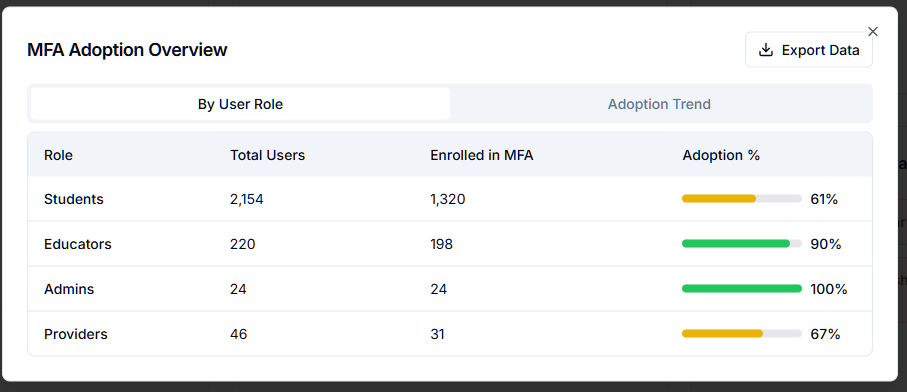 MFA Adoption Overview
Export Data
By User Role Adoption Trend
Role Total Users Enrolled in MFA Adoption %
Students 2,154 1,320 61%
Educators 220 198 90%
Admins 24 24 100%
Providers 46 31 67%